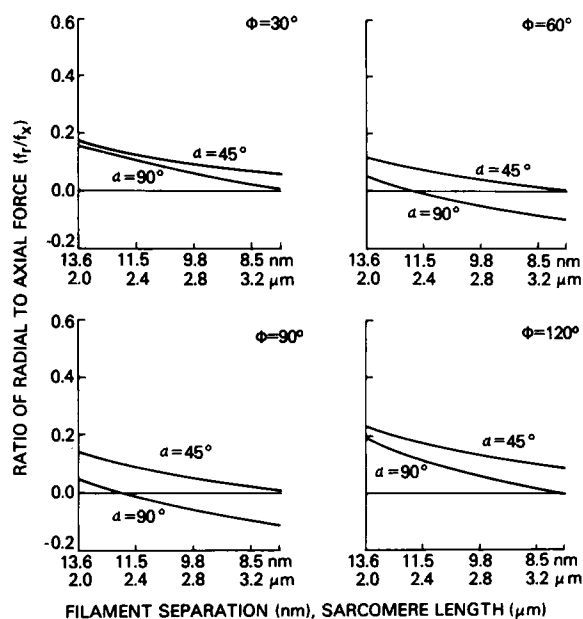 RATIO OF RADIAL TO AXIAL FORCE (fr/fx)
0.6
0.4
0.2
0.0
-0.2
Φ=30°
α=45°
α=90°
13.6 11.5 9.8 8.5 nm
2.0 2.4 2.8 3.2 μm
Φ=60°
α=45°
α=90°
13.6 11.5 9.8 8.5 nm
2.0 2.4 2.8 3.2 μm
0.6
0.4
0.2
0.0
-0.2
Φ=90°
α=45°
α=90°
13.6 11.5 9.8 8.5 nm
2.0 2.4 2.8 3.2 μm
Φ=120°
α=45°
α=90°
13.6 11.5 9.8 8.5 nm
2.0 2.4 2.8 3.2 μm
FILAMENT SEPARATION (nm), SARCOMERE LENGTH (μm)